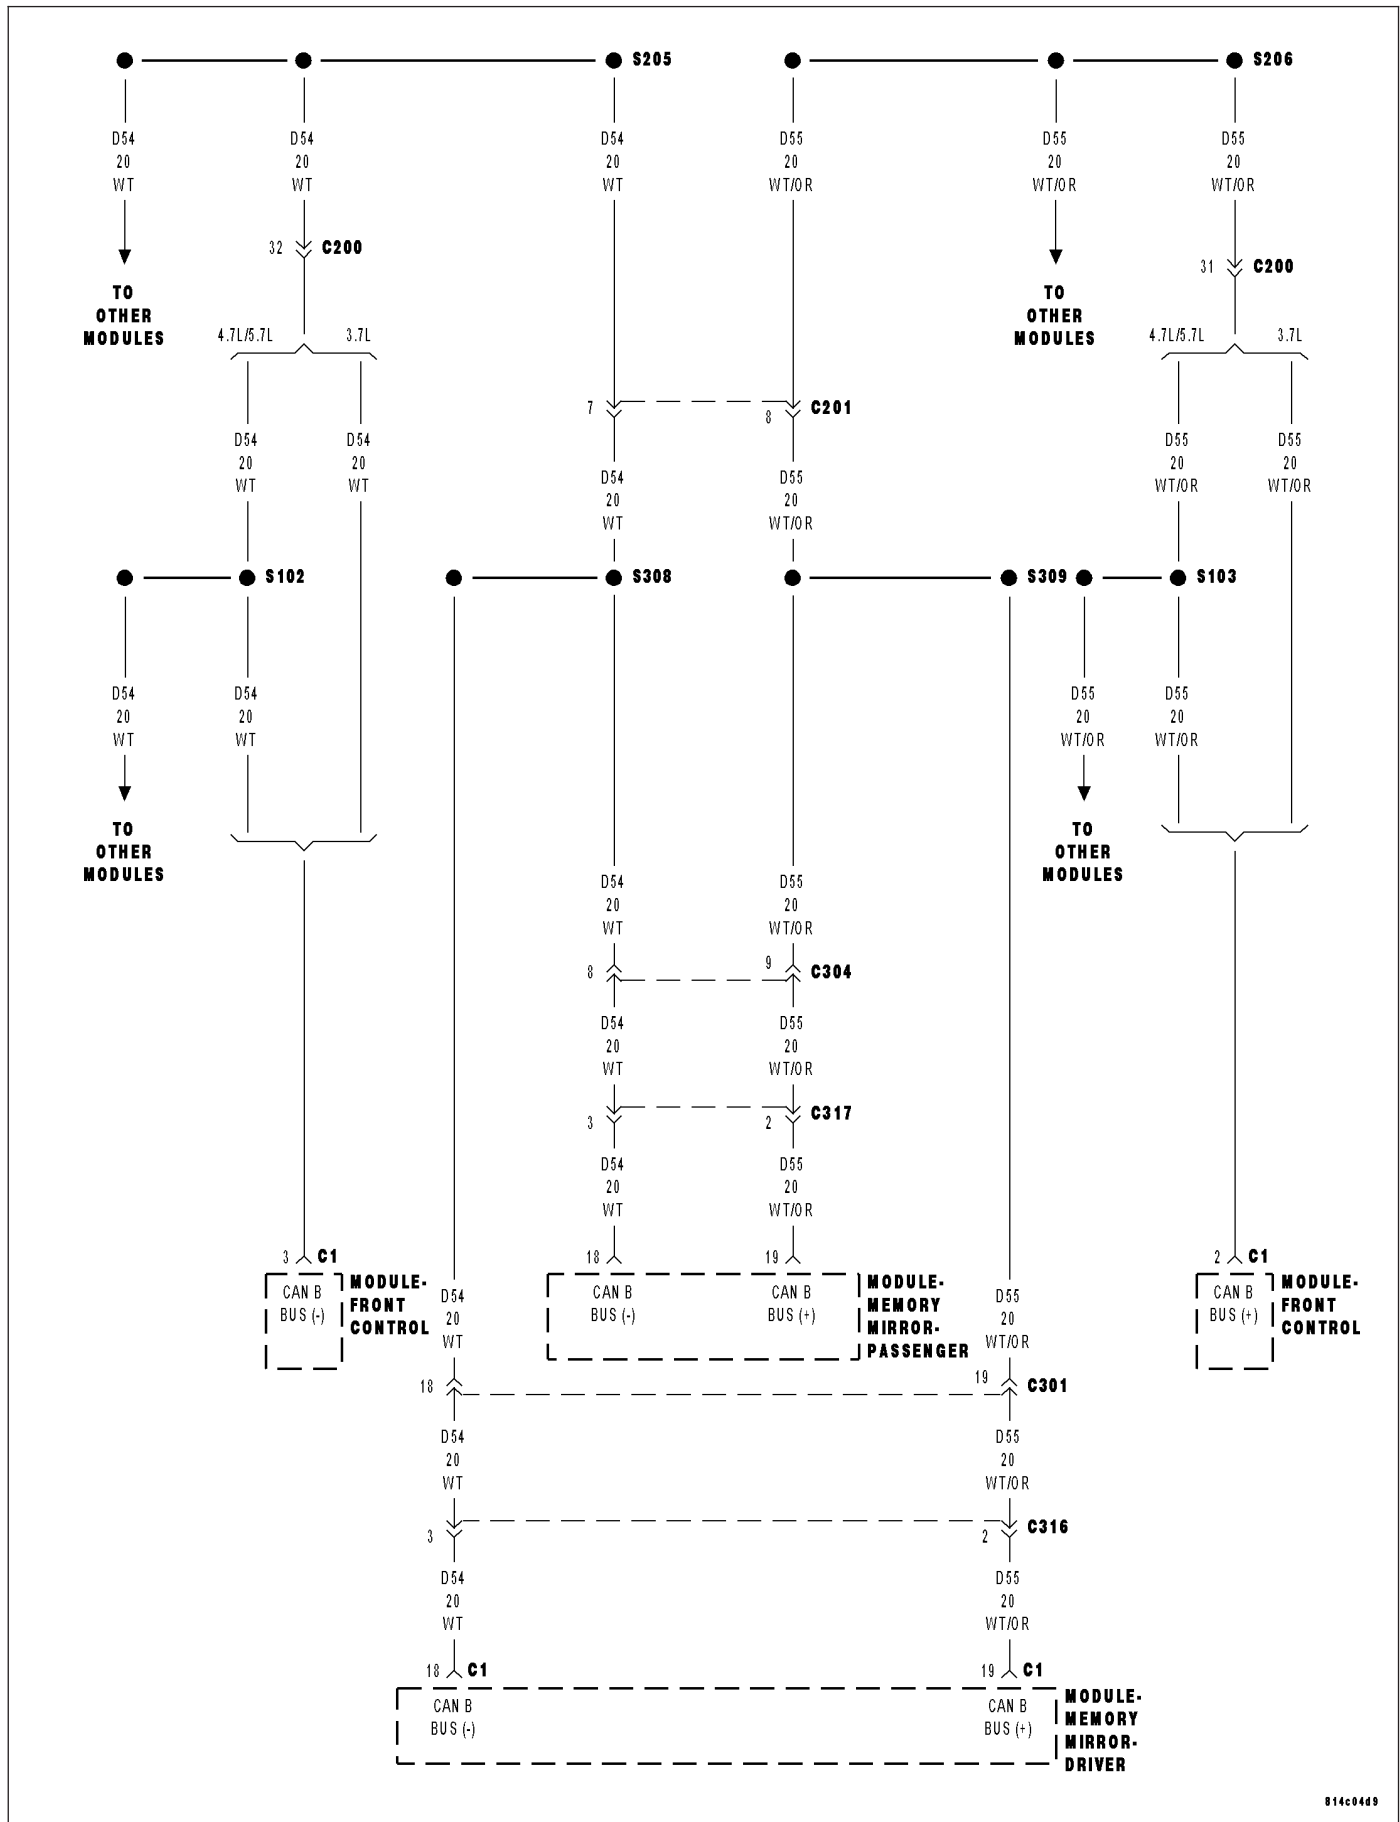 S205
S206
D54
D54
D54
D55
D55
D55
20
20
20
20
20
20
WT
WT
WT
WT/OR
WT/OR
WT/OR
32
C200
31
C200
TO
OTHER
MODULES
TO
OTHER
MODULES
4.7L/5.7L
3.7L
4.7L/5.7L
3.7L
7
8
C201
D54
D54
D55
D55
20
20
20
20
WT
WT
WT/OR
WT/OR
D54
D55
20
20
WT
WT/OR
S102
S308
S309
S103
D54
D54
D55
D55
20
20
20
20
WT
WT
WT/OR
WT/OR
TO
OTHER
MODULES
TO
OTHER
MODULES
D54
D55
20
20
WT
WT/OR
8
9
C304
D54
D55
20
20
WT
WT/OR
3
2
C317
D54
D55
20
20
WT
WT/OR
3
C1
18
19
2
C1
CAN B
BUS (-)
MODULE-
FRONT
CONTROL
CAN B
BUS (-)
CAN B
BUS (+)
MODULE-
MEMORY
MIRROR-
PASSENGER
CAN B
BUS (+)
MODULE-
FRONT
CONTROL
D54
D55
20
20
WT
WT/OR
18
19
C301
D54
D55
20
20
WT
WT/OR
3
2
C316
D54
D55
20
20
WT
WT/OR
18
C1
19
C1
CAN B
BUS (-)
CAN B
BUS (+)
MODULE-
MEMORY
MIRROR-
DRIVER
814c04d9